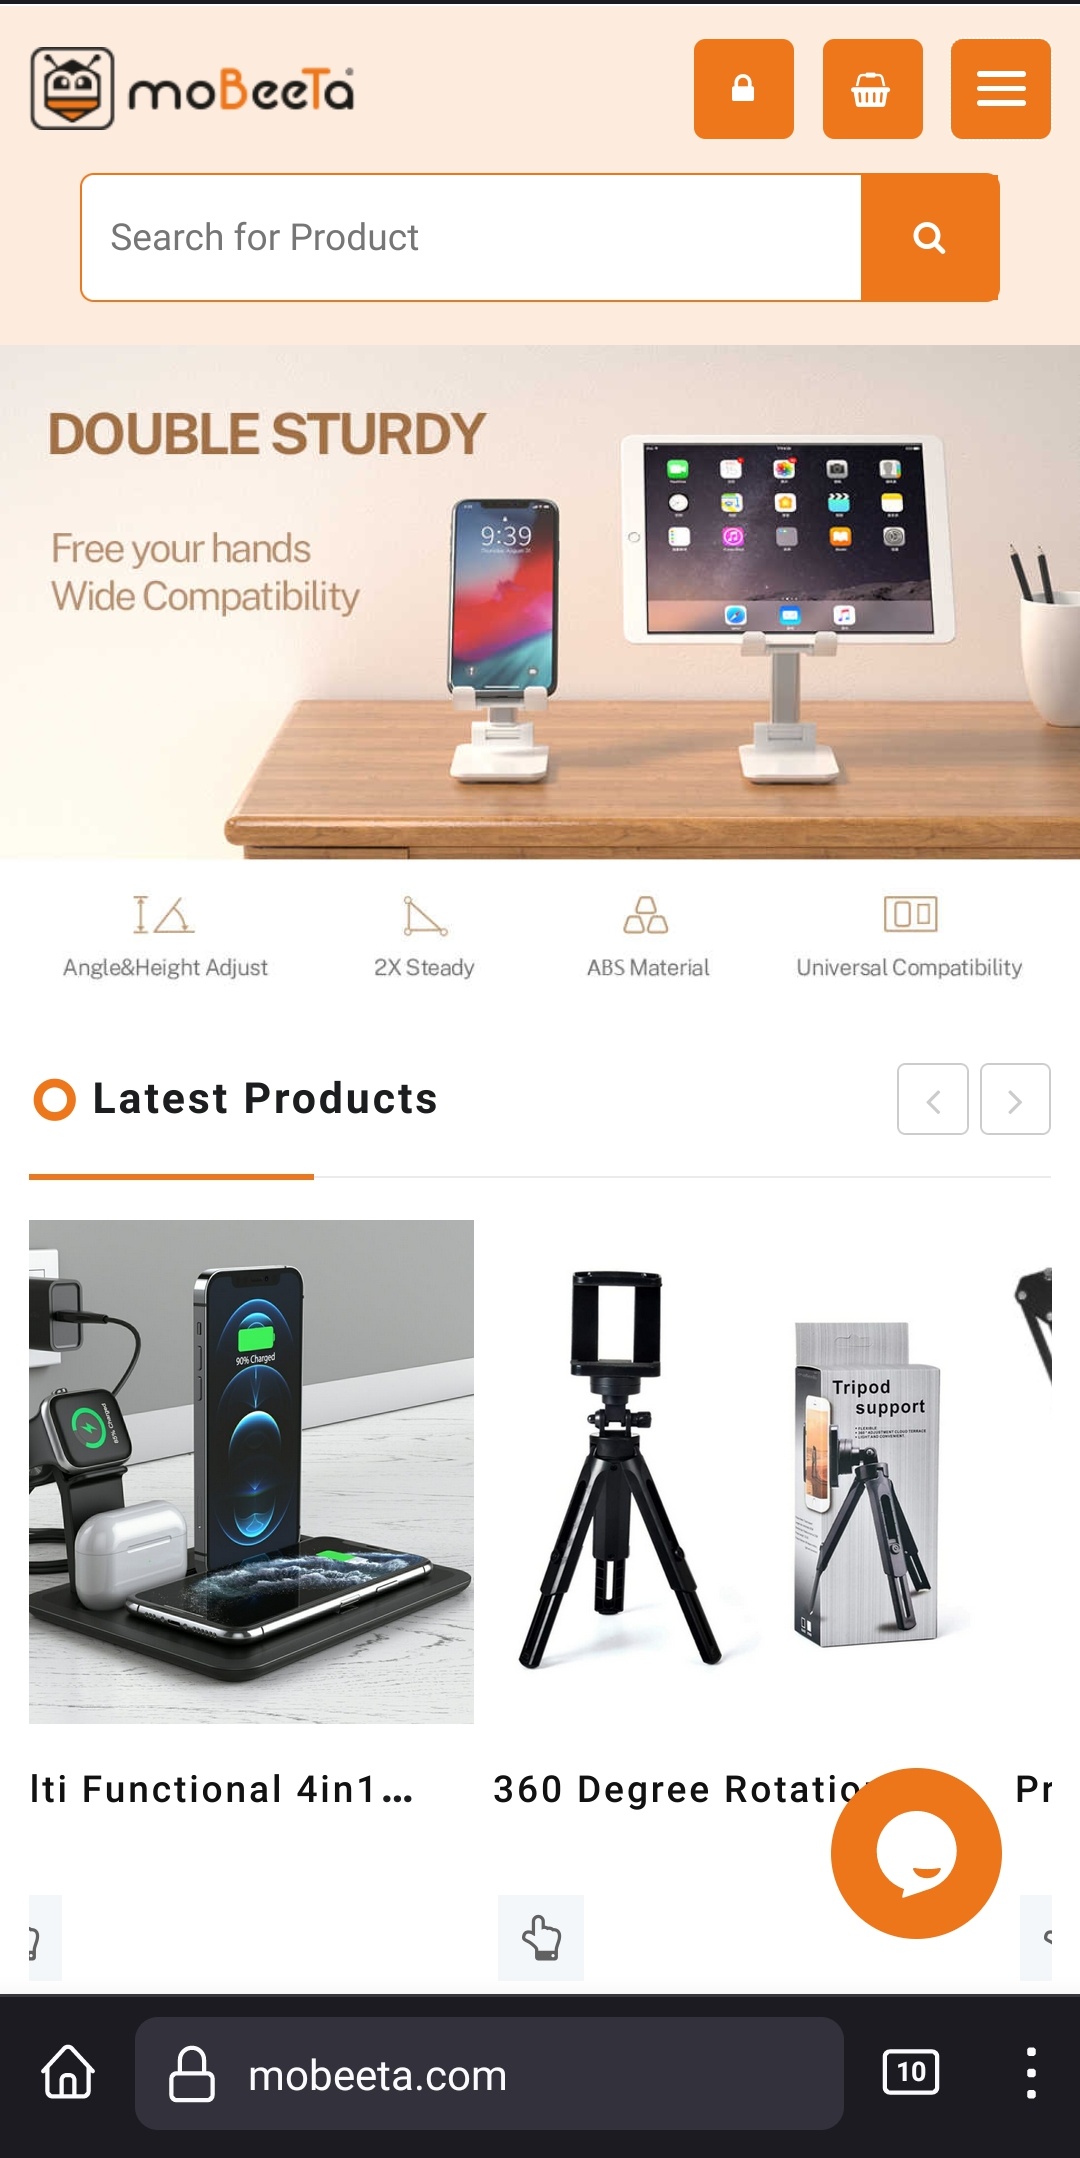 moBeeTa
Search for Product
DOUBLE STURDY
Free your hands
Wide Compatibility
9:39
Angle&Height Adjust
2X Steady
ABS Material
Universal Compatibility
Latest Products
90% Charged
Tripod
support
lti Functional 4in1...
360 Degree Rotatio
Pr
mobeeta.com
10